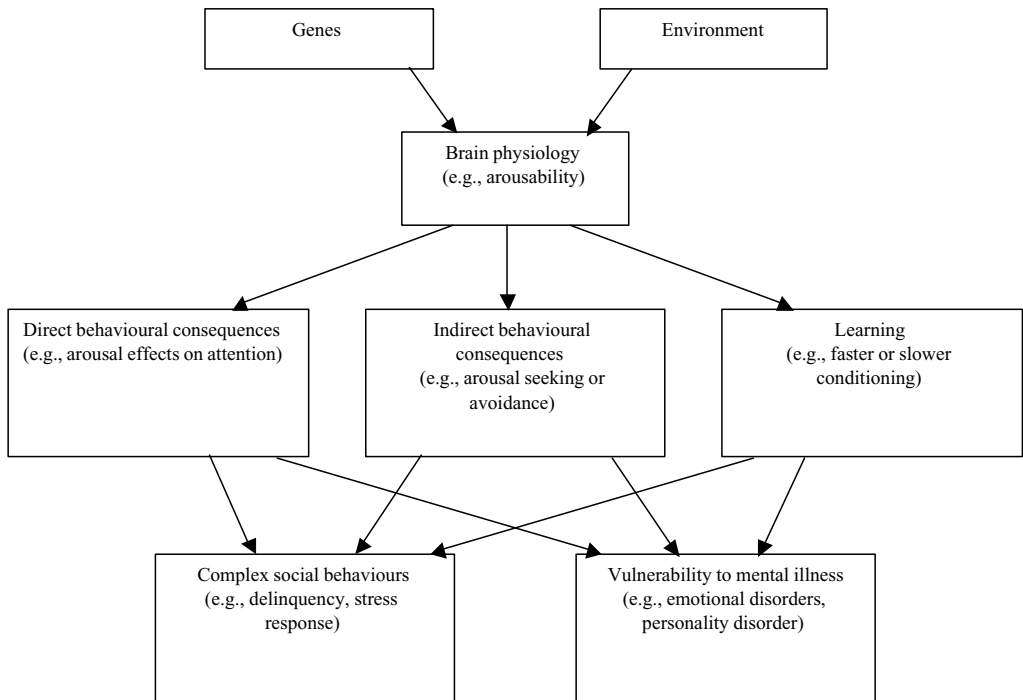 Genes
Environment
Brain physiology
(e.g., arousability)
Direct behavioural consequences
(e.g., arousal effects on attention)
Indirect behavioural
consequences
(e.g., arousal seeking or
avoidance)
Learning
(e.g., faster or slower
conditioning)
Complex social behaviours
(e.g., delinquency, stress
response)
Vulnerability to mental illness
(e.g., emotional disorders,
personality disorder)